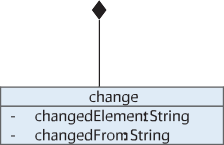 change
- changedElement: String
- changedFrom: String